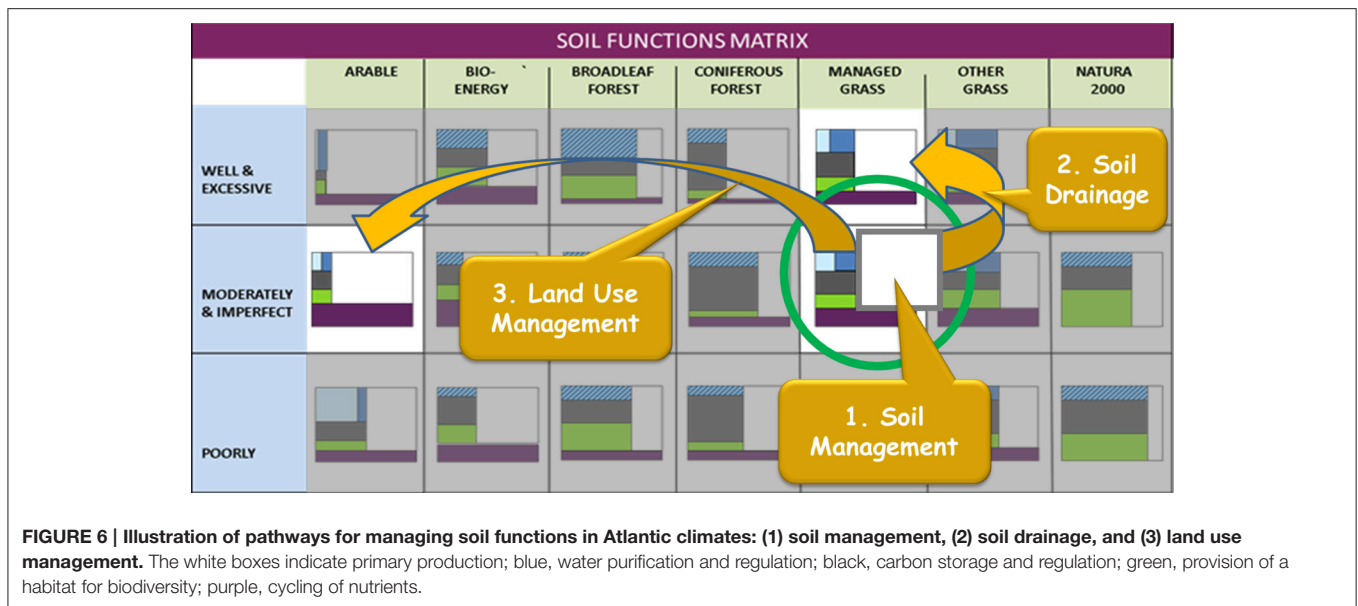 SOIL FUNCTIONS MATRIX
ARABLE
BIO-
ENERGY
BROADLEAF
FOREST
CONIFEROUS
FOREST
MANAGED
GRASS
OTHER
GRASS
NATURA
2000
WELL &
EXCESSIVE
2. Soil
Drainage
MODERATELY
& IMPERFECT
3. Land Use
Management
POORLY
1. Soil
Management
FIGURE 6 | Illustration of pathways for managing soil functions in Atlantic climates: (1) soil management, (2) soil drainage, and (3) land use
management. The white boxes indicate primary production; blue, water purification and regulation; black, carbon storage and regulation; green, provision of a
habitat for biodiversity; purple, cycling of nutrients.